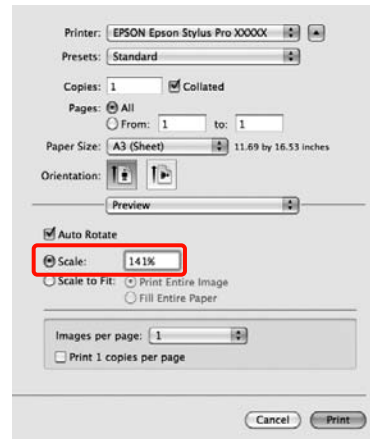 Printer: EPSON Epson Stylus Pro XXXXX
Presets: Standard
Copies: 1 Collated
Pages: All
From: 1 to: 1
Paper Size: A3 (Sheet) 11.69 by 16.53 inches
Orientation:
Preview
Auto Rotate
Scale: 141%
Scale to Fit: Print Entire Image
Fill Entire Paper
Images per page: 1
Print 1 copies per page
Cancel Print